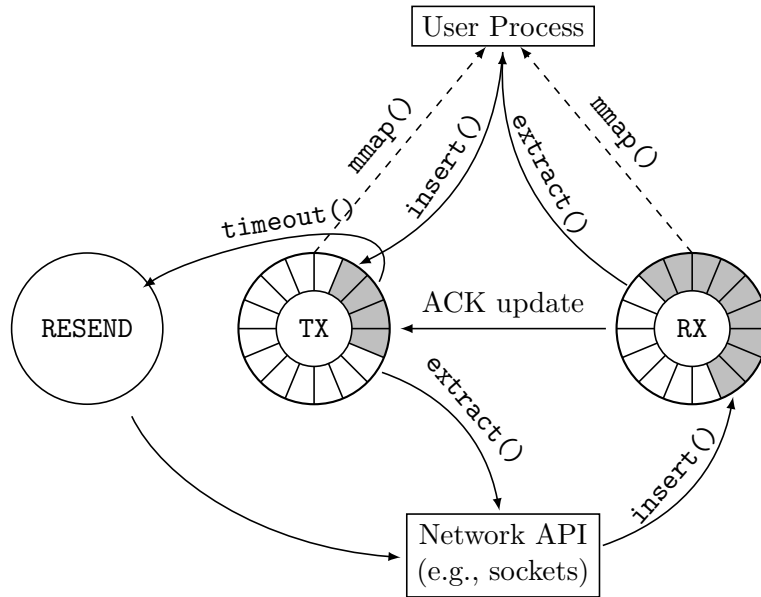 User Process
mmap()
insert()
extract()
mmap()
timeout()
RESEND
TX
ACK update
RX
extract()
insert()
Network API
(e.g., sockets)